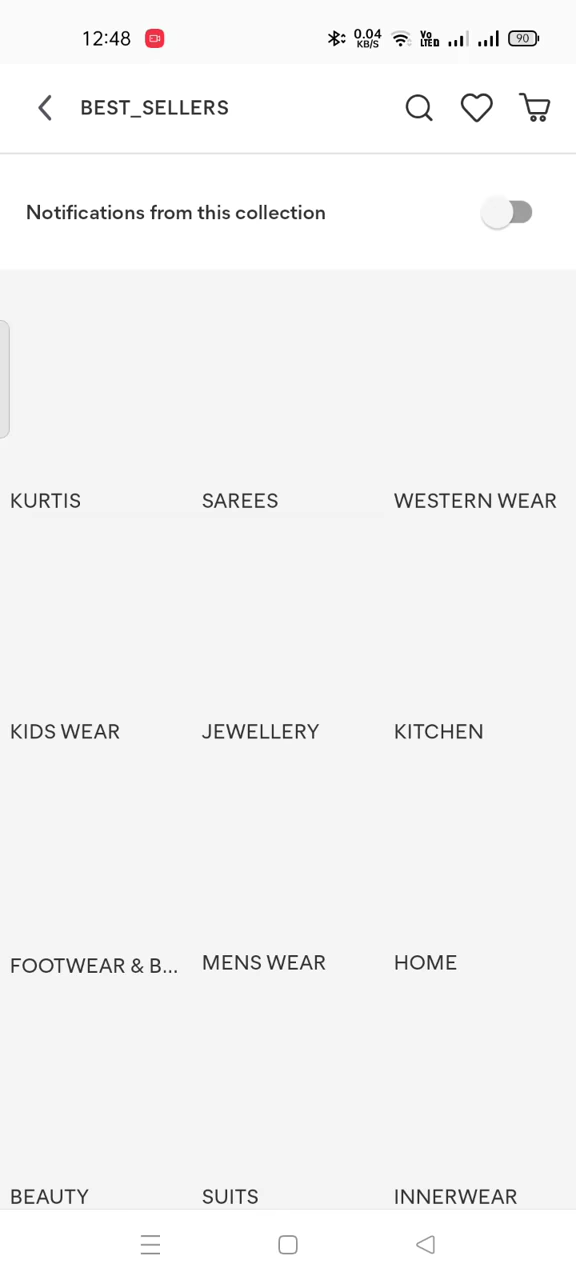 12:48 0.04 KB/S VoLTED 90
BEST_SELLERS
Notifications from this collection
KURTIS SAREES WESTERN WEAR
KIDS WEAR JEWELLERY KITCHEN
FOOTWEAR & B... MENS WEAR HOME
BEAUTY SUITS INNERWEAR